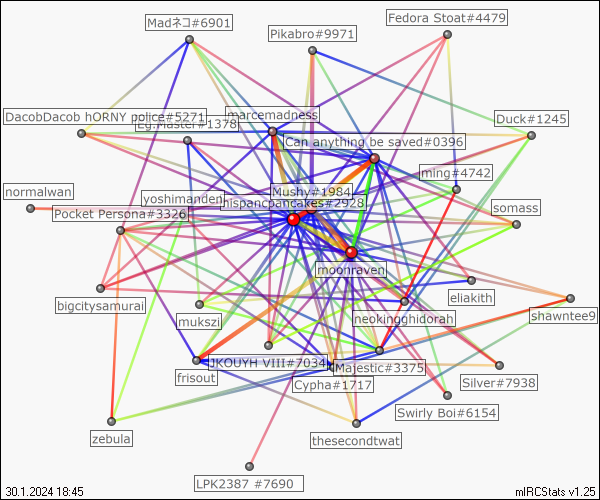 Madネコ#6901
Fedora Stoat#4479
Pikabro#9971
DacobDacob hORNY police#5271
marcemadness
Duck#1245
Eg.Master#1378
Can anything be saved#0396
ming#4742
normalwan
yoshimanden
Mushy#1984
hispancpancakes#2928
somass
Pocket Persona#3326
moonraven
eliakith
bigcitysamurai
mukszi
neokingghidorah
shawntee9
JKOUYH VIII#7034
Majestic#3375
frisout
Cypha#1717
Silver#7938
Swirly Boi#6154
zebula
thesecondtwat
LPK2387 #7690
30.1.2024 18:45
mIRCStats v1.25